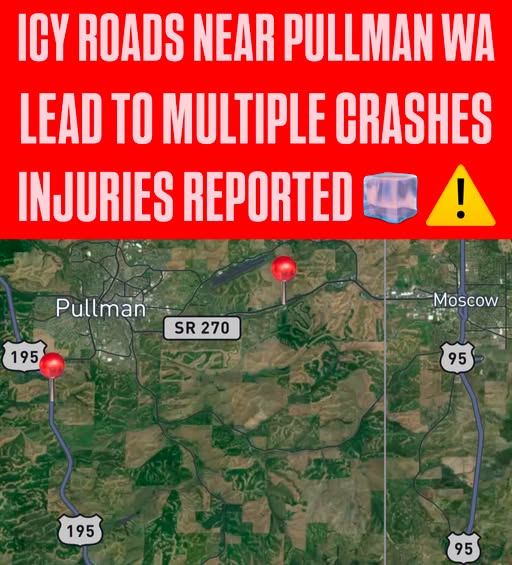 ICY ROADS NEAR PULLMAN WA
LEAD TO MULTIPLE CRASHES
INJURIES REPORTED 🧊 ⚠️
Pullman
Moscow
SR 270
195
95
195
95